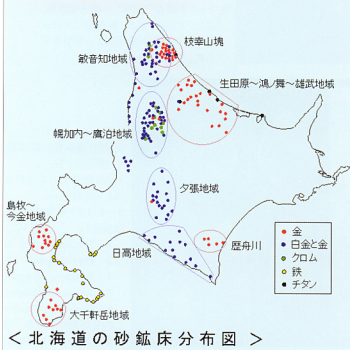 枝幸山塊
敏音知地域
生田原～鴻ノ舞～雄武地域
幌加内～鷹泊地域
夕張地域
島牧～
今金地域
日高地域
歴舟川
大千軒岳地域
金
白金と金
クロム
鉄
チタン
＜北海道の砂鉱床分布図＞